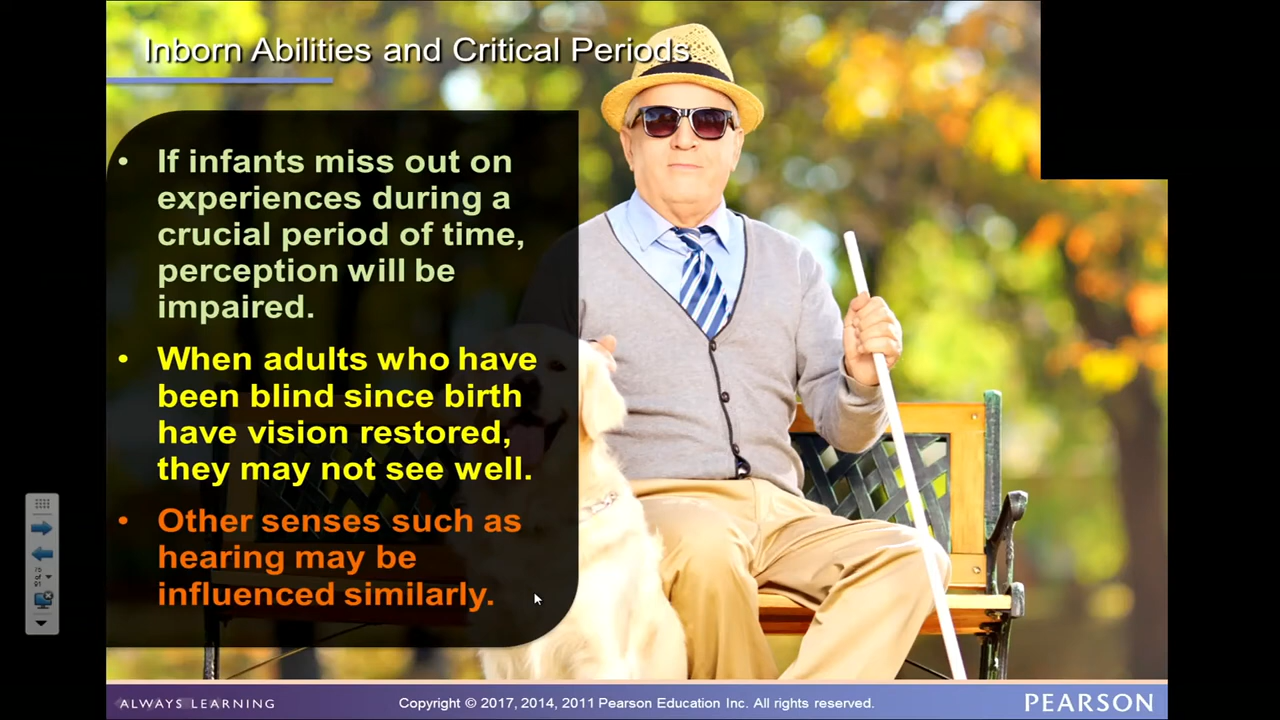 Inborn Abilities and Critical Periods
• If infants miss out on
experiences during a
crucial period of time,
perception will be
impaired.
• When adults who have
been blind since birth
have vision restored,
they may not see well.
• Other senses such as
hearing may be
influenced similarly.
75
of
91
ALWAYS LEARNING
Copyright © 2017, 2014, 2011 Pearson Education Inc. All rights reserved.
PEARSON